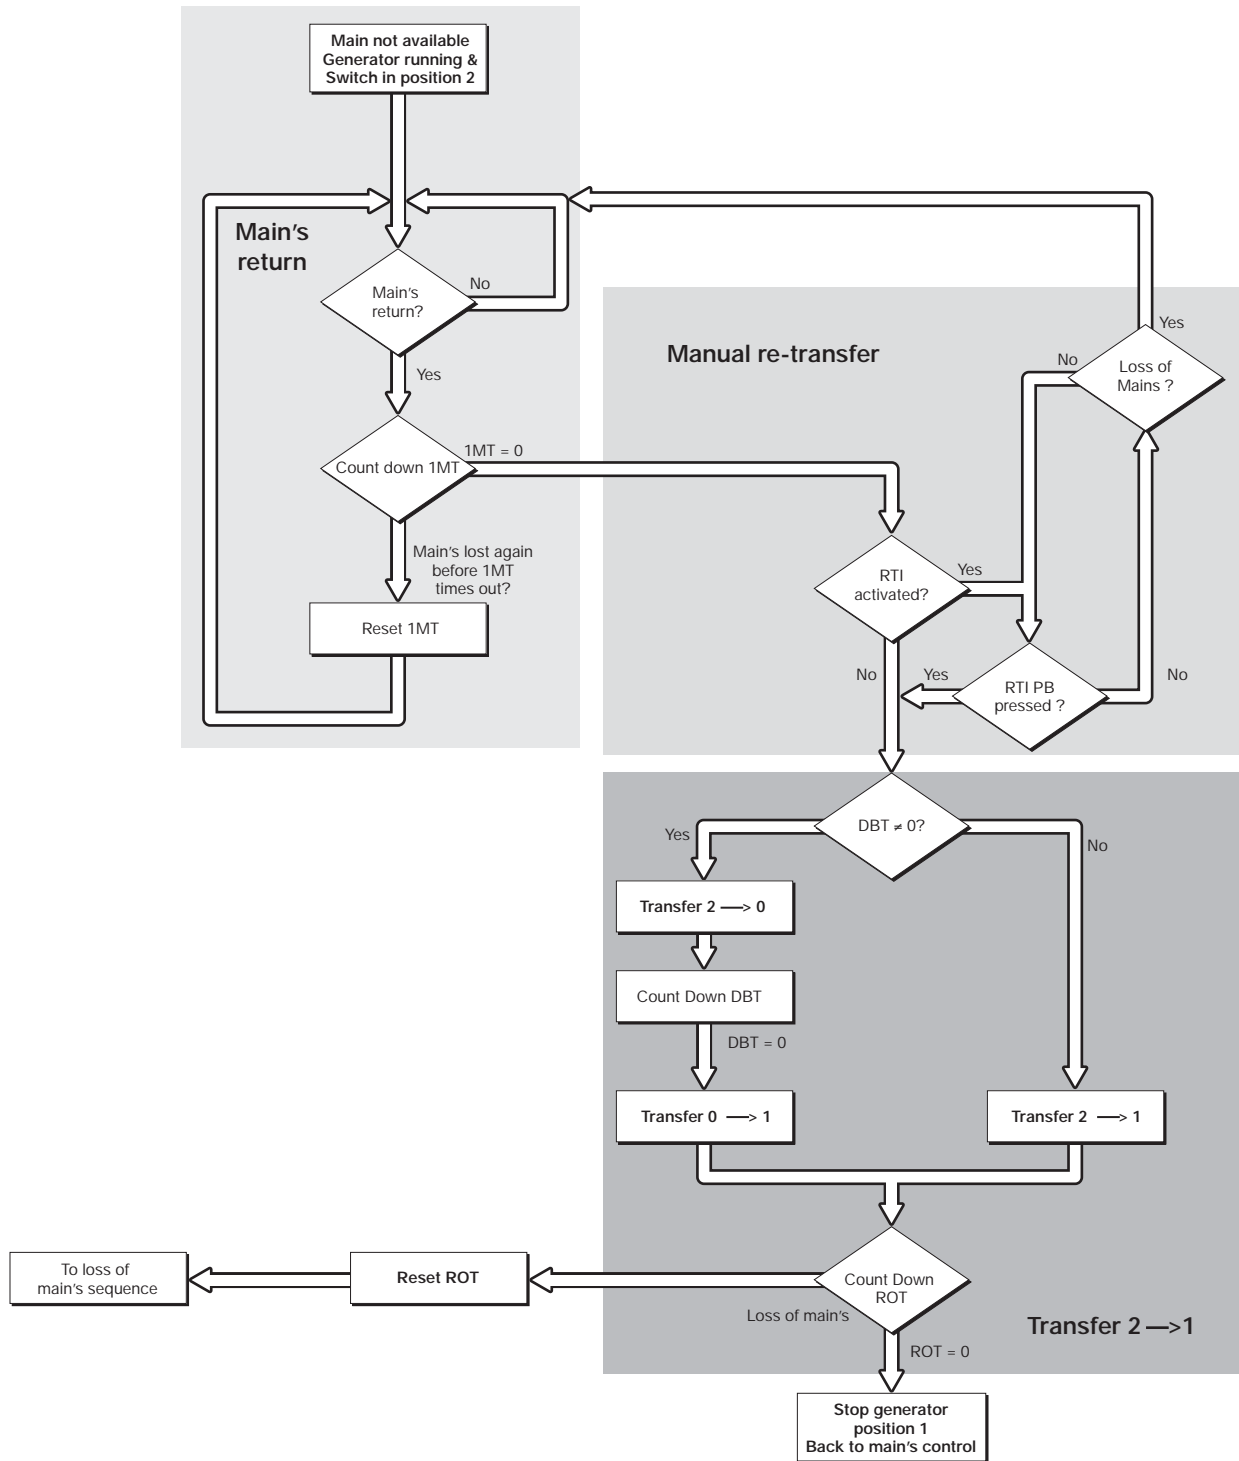 Main not available
Generator running &
Switch in position 2
Main's
return
Main's
return?
No
Yes
Count down 1MT
1MT = 0
Main's lost again
before 1MT
times out?
Reset 1MT
Manual re-transfer
Yes
Loss of
Mains ?
No
RTI
activated?
Yes
No
Yes
RTI PB
pressed ?
No
DBT ≠ 0?
Yes
No
Transfer 2 —> 0
Count Down DBT
DBT = 0
Transfer 0 —> 1
Transfer 2 —> 1
Count Down
ROT
Loss of main's
Reset ROT
To loss of
main's sequence
Transfer 2 —>1
ROT = 0
Stop generator
position 1
Back to main's control